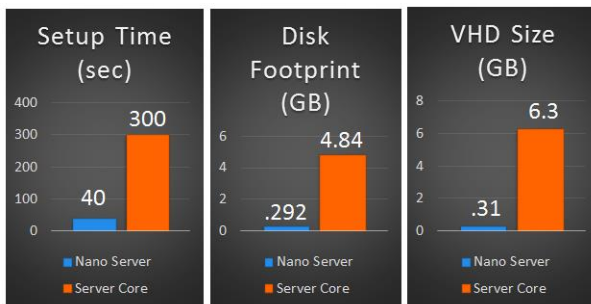 Setup Time
(sec)
400
300
200
100
0
40
300
Nano Server
Server Core
Disk
Footprint
(GB)
6
4
2
0
.292
4.84
Nano Server
Server Core
VHD Size
(GB)
8
6
4
2
0
.31
6.3
Nano Server
Server Core